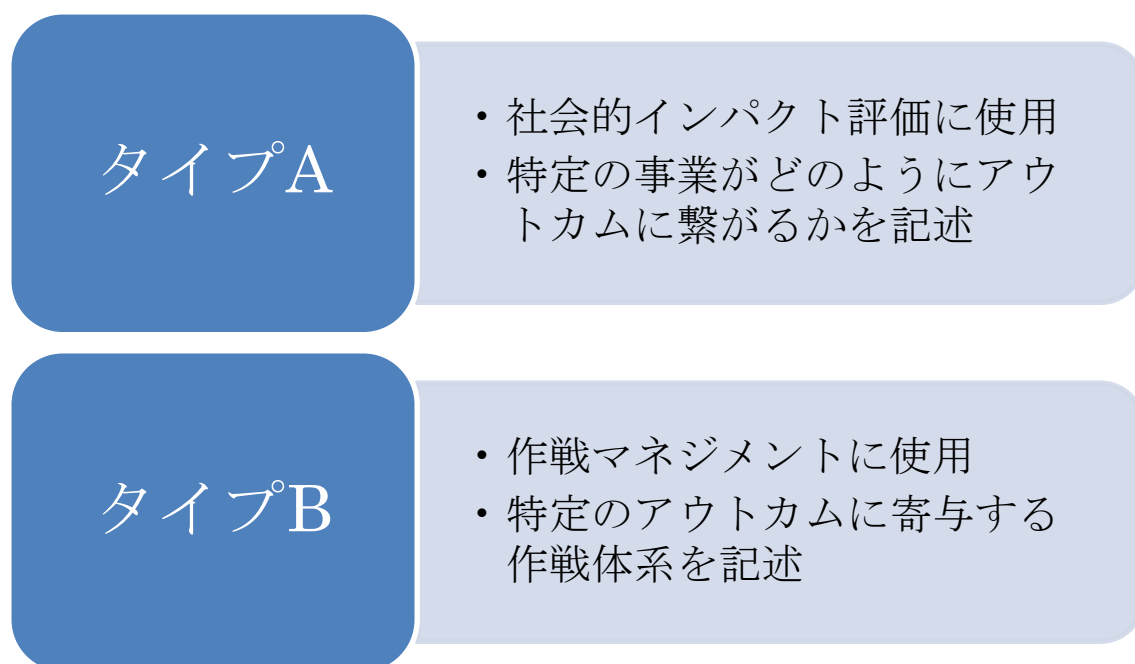 タイプA
・社会的インパクト評価に使用
・特定の事業がどのようにアウ
トカムに繋がるかを記述
タイプB
・作戦マネジメントに使用
・特定のアウトカムに寄与する
作戦体系を記述